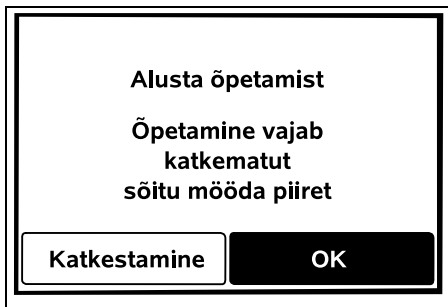 Alusta õpetamist
Õpetamine vajab
katkematut
sõitu mööda piiret
Katkestamine
OK